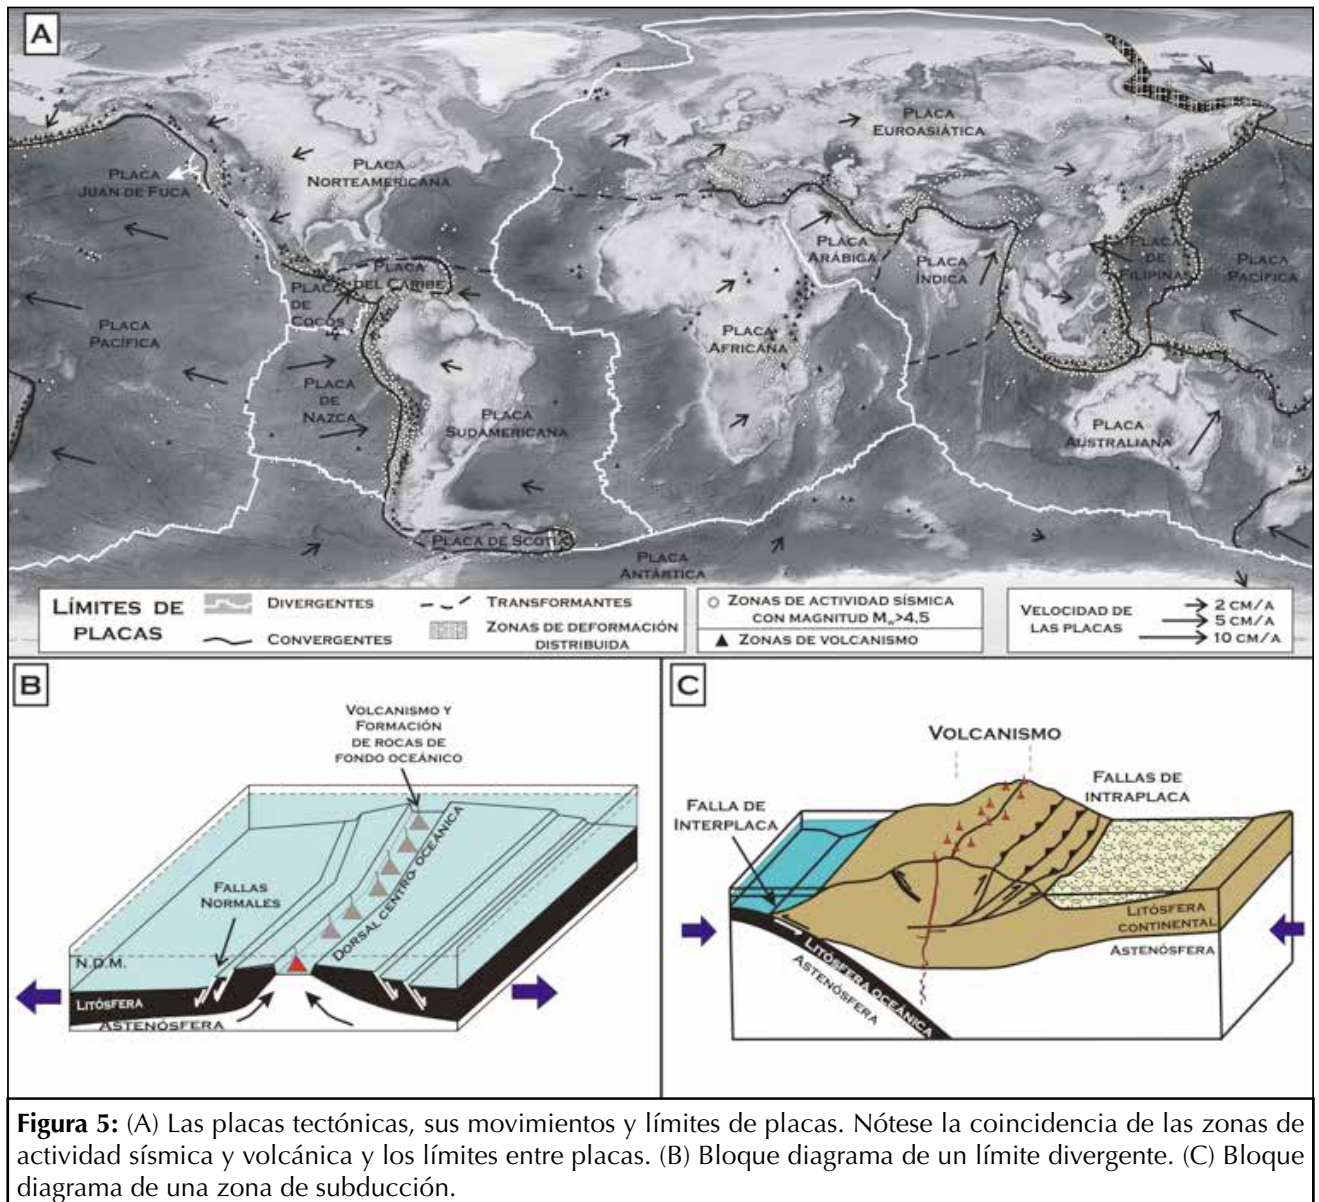 A
PLACA
EUROASIÁTICA
PLACA
NORTEAMERICANA
PLACA
JUAN DE FUCA
PLACA
ARÁBIGA
PLACA
ÍNDICA
PLACA
DE
FILIPINAS
PLACA
PACÍFICA
PLACA
DEL CARIBE
PLACA
DE
COCOS
PLACA
PACÍFICA
PLACA
AFRICANA
PLACA
DE
NAZCA
PLACA
SUDAMERICANA
PLACA
AUSTRALIANA
PLACA DE SCOTIA
PLACA
ANTÁRTICA
LÍMITES DE
PLACAS
DIVERGENTES
CONVERGENTES
TRANSFORMANTES
ZONAS DE DEFORMACIÓN
DISTRIBUIDA
ZONAS DE ACTIVIDAD SÍSMICA
CON MAGNITUD Mw>4,5
ZONAS DE VOLCANISMO
VELOCIDAD DE
LAS PLACAS
2 CM/A
5 CM/A
10 CM/A
B
VOLCANISMO Y
FORMACIÓN
DE ROCAS DE
FONDO OCEÁNICO
FALLAS
NORMALES
DORSAL CENTRO-OCEÁNICA
N.D.M.
LITÓSFERA
ASTENÓSFERA
C
VOLCANISMO
FALLAS DE
INTRAPLACA
FALLA DE
INTERPLACA
LITÓSFERA
CONTINENTAL
ASTENÓSFERA
LITÓSFERA OCEÁNICA
ASTENÓSFERA
Figura 5: (A) Las placas tectónicas, sus movimientos y límites de placas. Nótese la coincidencia de las zonas de
actividad sísmica y volcánica y los límites entre placas. (B) Bloque diagrama de un límite divergente. (C) Bloque
diagrama de una zona de subducción.